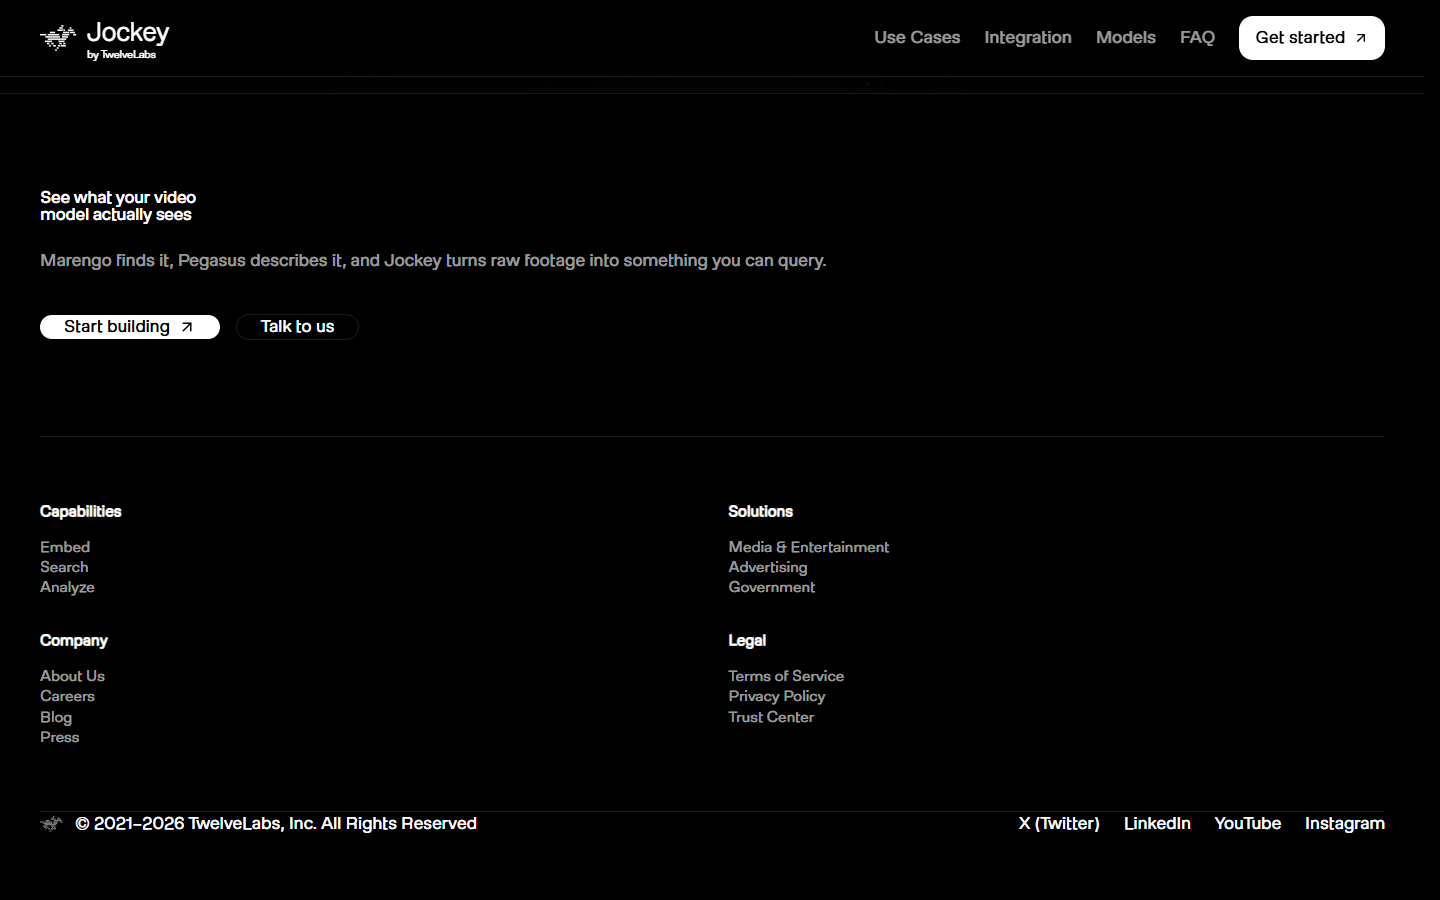 Jockey
by TwelveLabs
Use Cases
Integration
Models
FAQ
Get started
See what your video
model actually sees
Marengo finds it, Pegasus describes it, and Jockey turns raw footage into something you can query.
Start building
Talk to us
Capabilities
Embed
Search
Analyze
Solutions
Media & Entertainment
Advertising
Government
Company
About Us
Careers
Blog
Press
Legal
Terms of Service
Privacy Policy
Trust Center
© 2021–2026 TwelveLabs, Inc. All Rights Reserved
X (Twitter)
LinkedIn
YouTube
Instagram